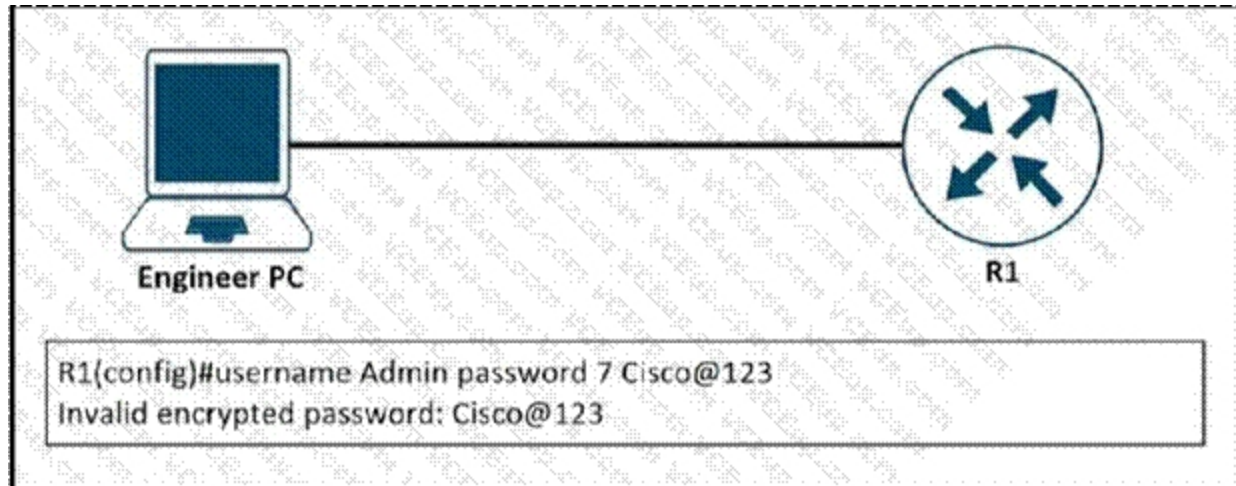 Engineer PC
R1
R1(config)#username Admin password 7 Cisco@123
Invalid encrypted password: Cisco@123